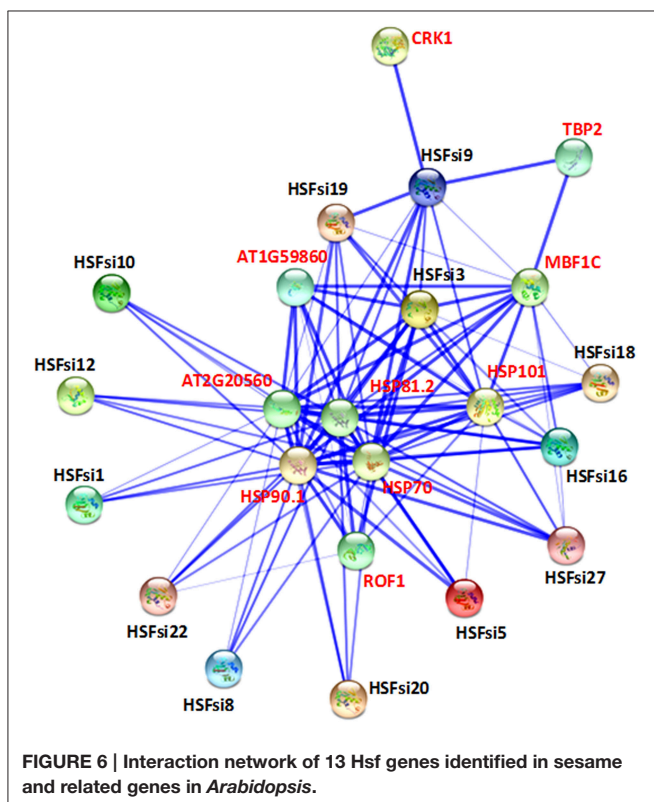 CRK1
TBP2
HSFsi9
HSFsi19
AT1G59860
HSFsi3
MBF1C
HSFsi10
HSFsi18
HSFsi12
AT2G20560
HSP81.2
HSP101
HSFsi1
HSFsi16
HSP90.1
HSP70
HSFsi27
ROF1
HSFsi22
HSFsi5
HSFsi8
HSFsi20
FIGURE 6 | Interaction network of 13 Hsf genes identified in sesame
and related genes in Arabidopsis.